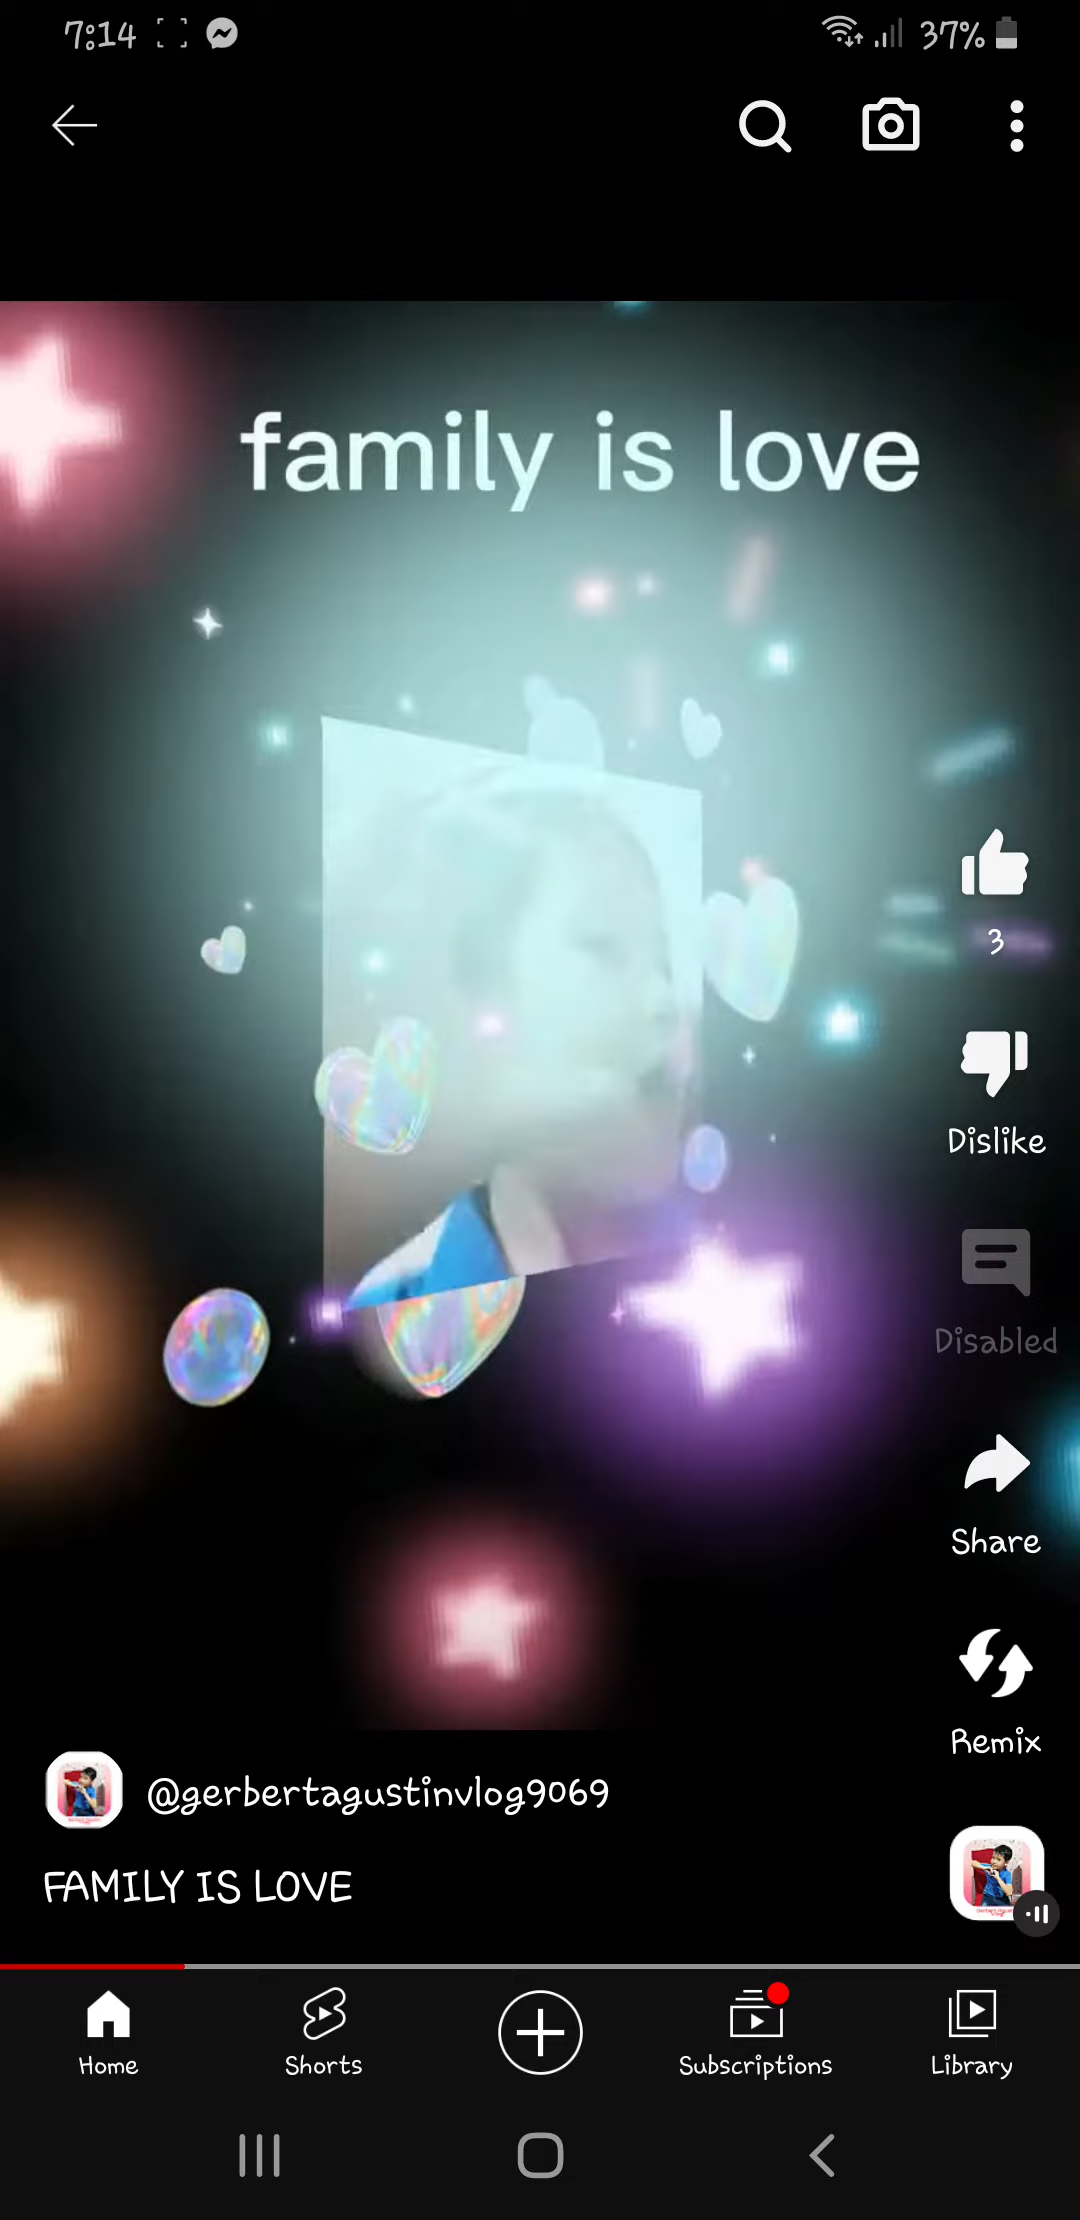 7:14
37%
family is love
3
Dislike
Disabled
Share
Remix
@gerbertagustinvlog9069
FAMILY IS LOVE
Home
Shorts
Subscriptions
Library